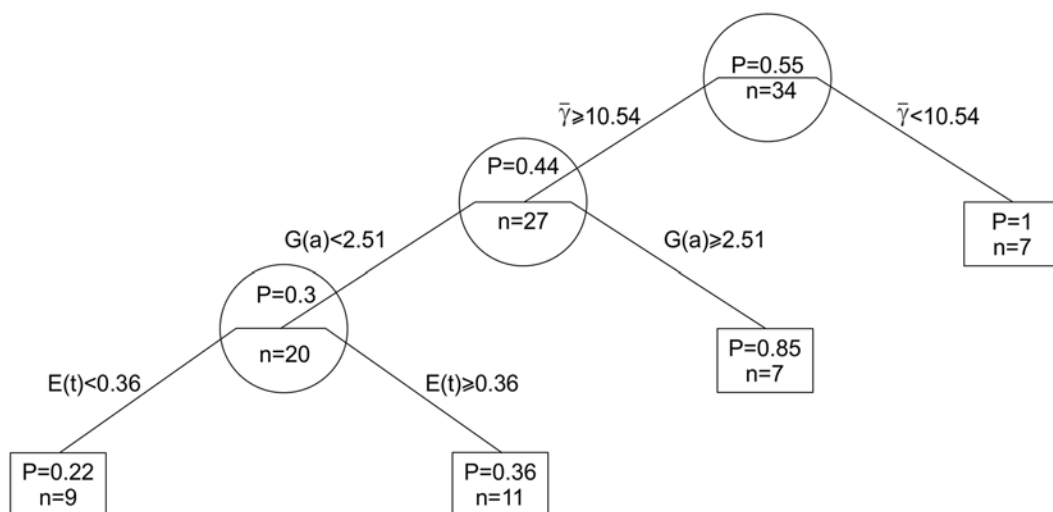 P=0.55
n=34
γ̄⩾10.54
γ̄<10.54
P=0.44
n=27
P=1
n=7
G(a)<2.51
G(a)⩾2.51
P=0.3
n=20
P=0.85
n=7
E(t)<0.36
E(t)⩾0.36
P=0.22
n=9
P=0.36
n=11